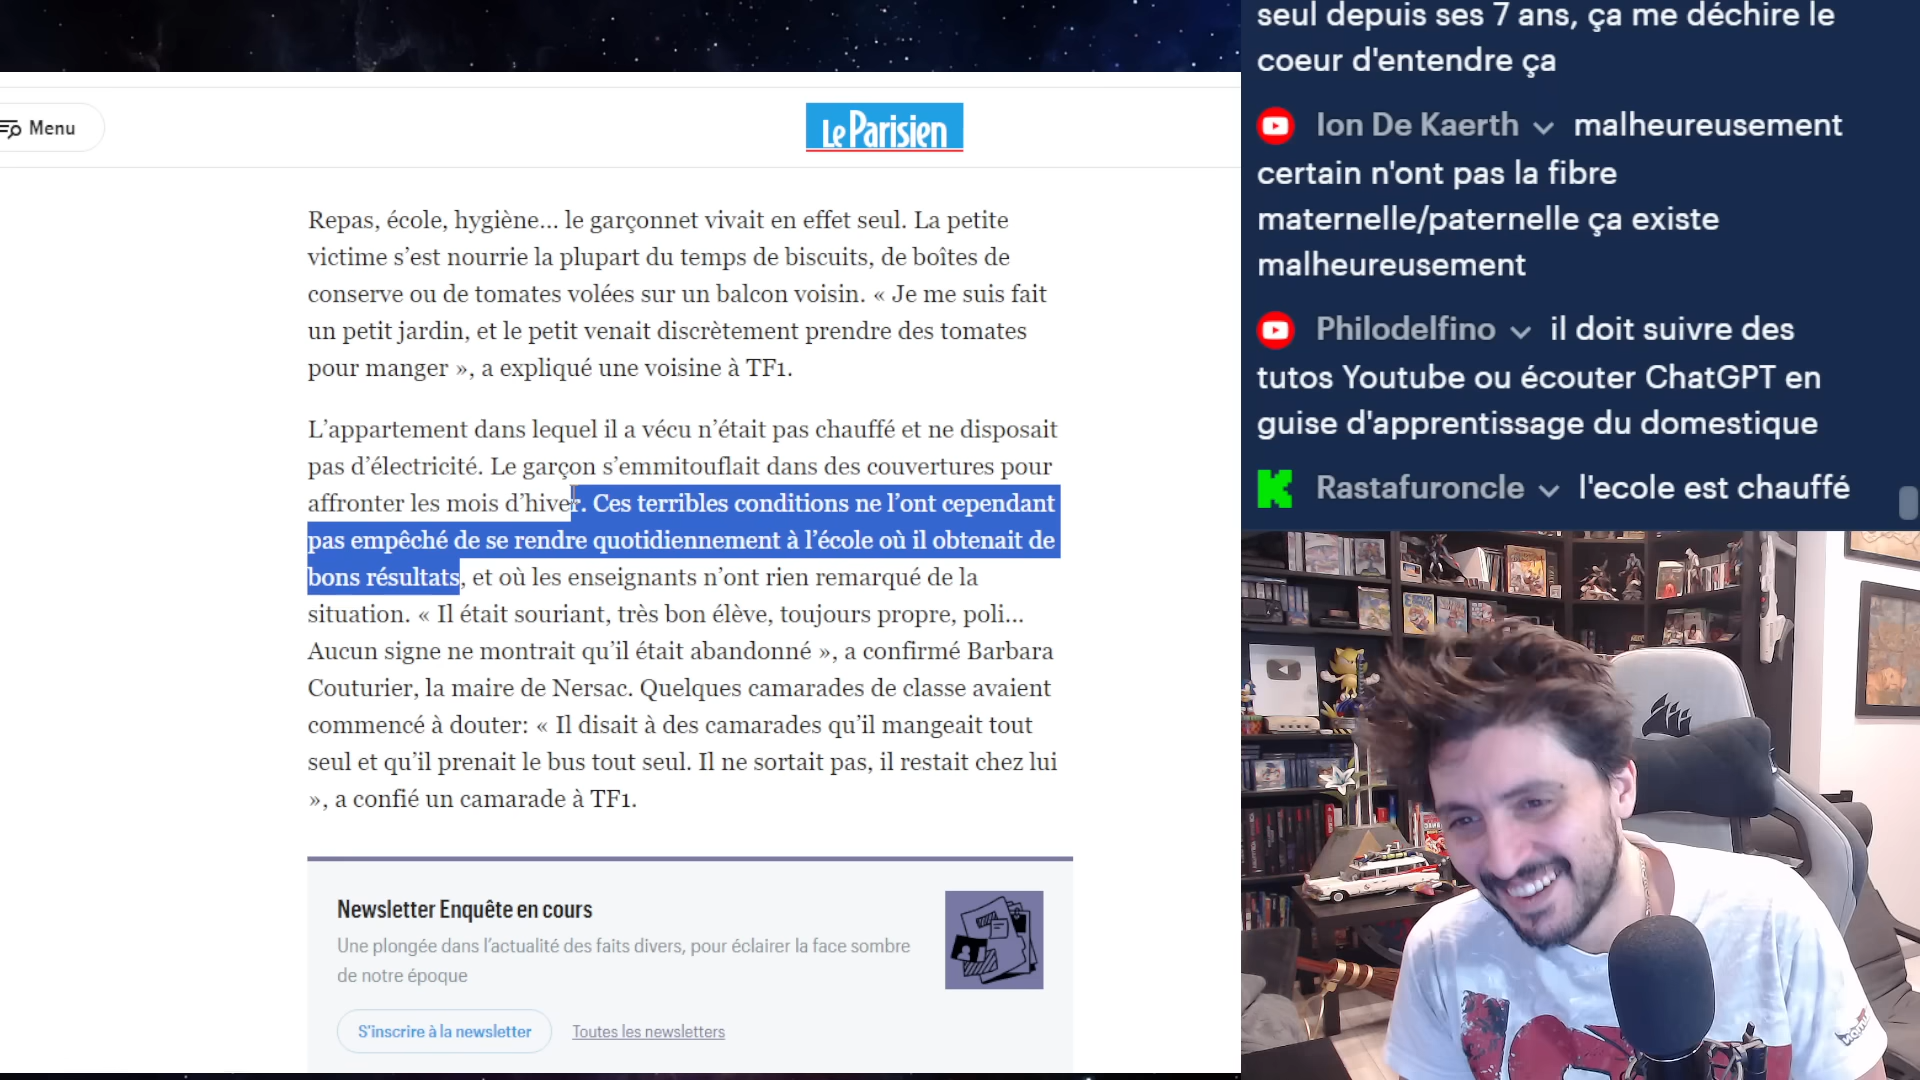 Menu
Le Parisien
Repas, école, hygiène... le garçonnet vivait en effet seul. La petite
victime s’est nourrie la plupart du temps de biscuits, de boîtes de
conserve ou de tomates volées sur un balcon voisin. « Je me suis fait
un petit jardin, et le petit venait discrètement prendre des tomates
pour manger », a expliqué une voisine à TF1.
L’appartement dans lequel il a vécu n’était pas chauffé et ne disposait
pas d’électricité. Le garçon s’emmitouflait dans des couvertures pour
affronter les mois d’hiver. Ces terribles conditions ne l’ont cependant
pas empêché de se rendre quotidiennement à l’école où il obtenait de
bons résultats, et où les enseignants n’ont rien remarqué de la
situation. « Il était souriant, très bon élève, toujours propre, poli...
Aucun signe ne montrait qu’il était abandonné », a confirmé Barbara
Couturier, la maire de Nersac. Quelques camarades de classe avaient
commencé à douter: « Il disait à des camarades qu’il mangeait tout
seul et qu’il prenait le bus tout seul. Il ne sortait pas, il restait chez lui
», a confié un camarade à TF1.
Newsletter Enquête en cours
Une plongée dans l’actualité des faits divers, pour éclairer la face sombre
de notre époque
S'inscrire à la newsletter
Toutes les newsletters
seul depuis ses 7 ans, ça me déchire le
coeur d'entendre ça
Ion De Kaerth malheureusement
certain n'ont pas la fibre
maternelle/paternelle ça existe
malheureusement
Philodelfino il doit suivre des
tutos Youtube ou écouter ChatGPT en
guise d'apprentissage du domestique
Rastafuroncle l'ecole est chauffé